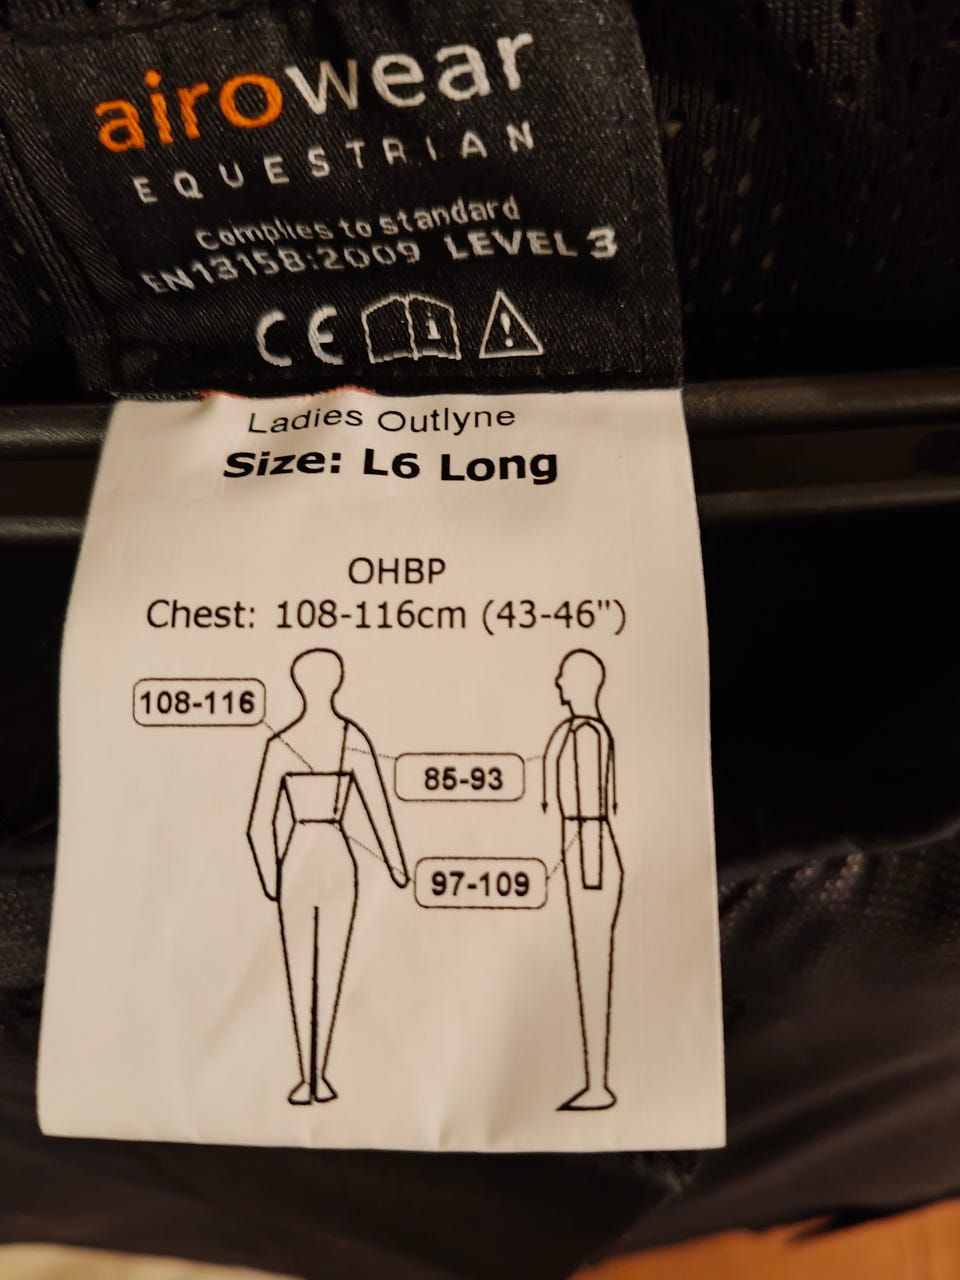 airowear
EQUESTRIAN
Complies to standard
EN13158:2009 LEVEL 3
CE
Ladies Outlyne
Size: L6 Long
OHBP
Chest: 108-116cm (43-46")
108-116
85-93
97-109